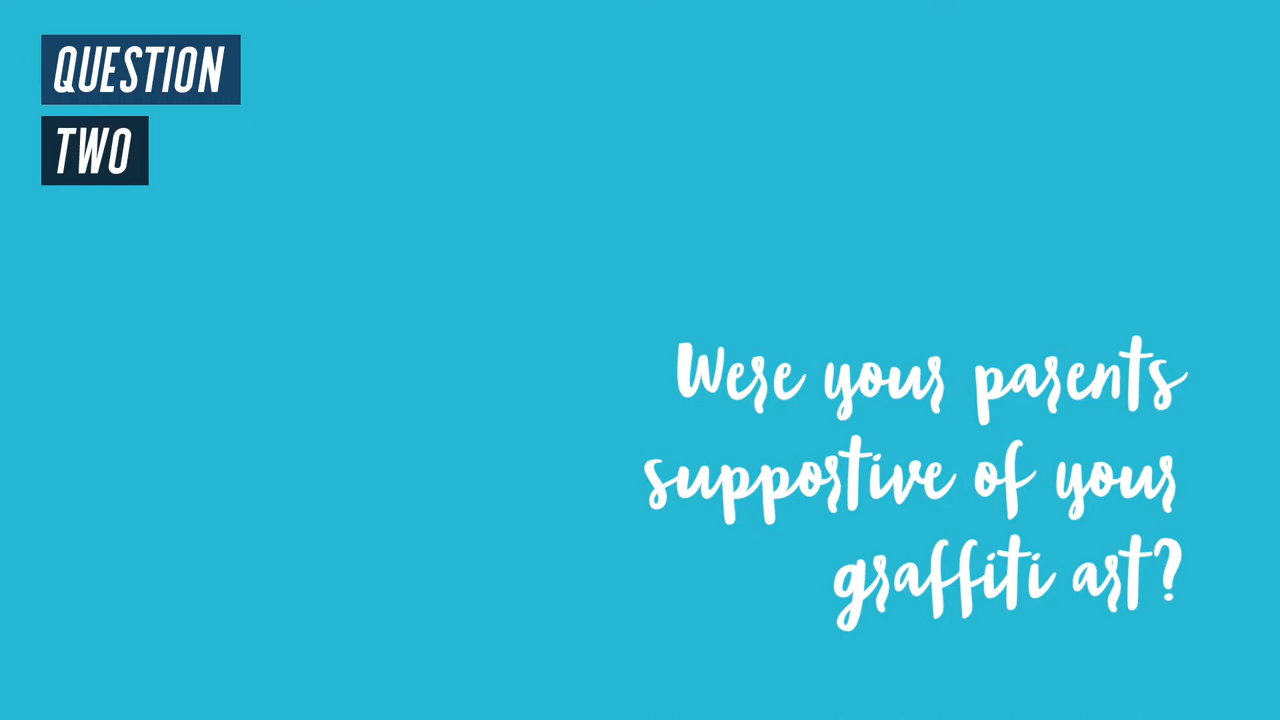 QUESTION
TWO
Were your parents
supportive of your
graffiti art?